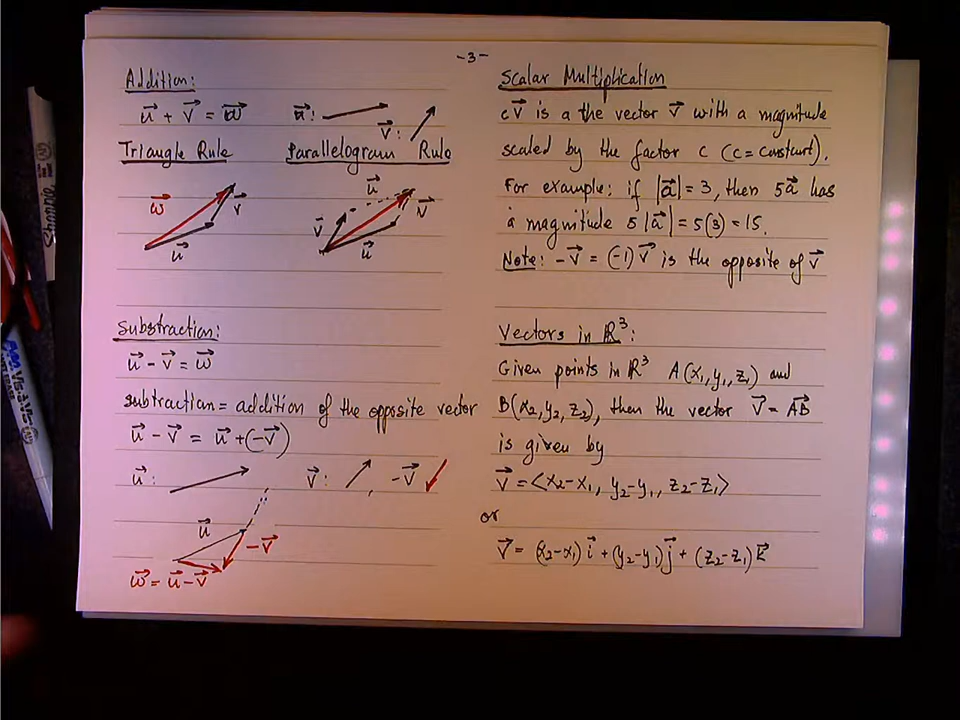 -3-
Addition:
u⃗ + v⃗ = w⃗
u⃗:
v⃗:
Triangle Rule
Parallelogram Rule
w⃗
v⃗
u⃗
u⃗
v⃗
v⃗
u⃗
Substraction:
u⃗ - v⃗ = w⃗
subtraction = addition of the opposite vector
u⃗ - v⃗ = u⃗ + (-v⃗)
u⃗:
v⃗:
-v⃗
u⃗
-v⃗
w⃗ = u⃗ - v⃗
Scalar Multiplication
cv⃗ is a the vector v⃗ with a magnitude
scaled by the factor c (c = constant).
For example: if |a⃗| = 3, then 5a⃗ has
a magnitude 5|a⃗| = 5(3) = 15.
Note: -v⃗ = (-1)v⃗ is the opposite of v⃗
Vectors in ℝ³:
Given points in ℝ³ A(x₁, y₁, z₁) and
B(x₂, y₂, z₂), then the vector v⃗ = AB⃗
is given by
v⃗ = <x₂-x₁, y₂-y₁, z₂-z₁>
or
v⃗ = (x₂-x₁)i⃗ + (y₂-y₁)j⃗ + (z₂-z₁)k⃗
Sharpie